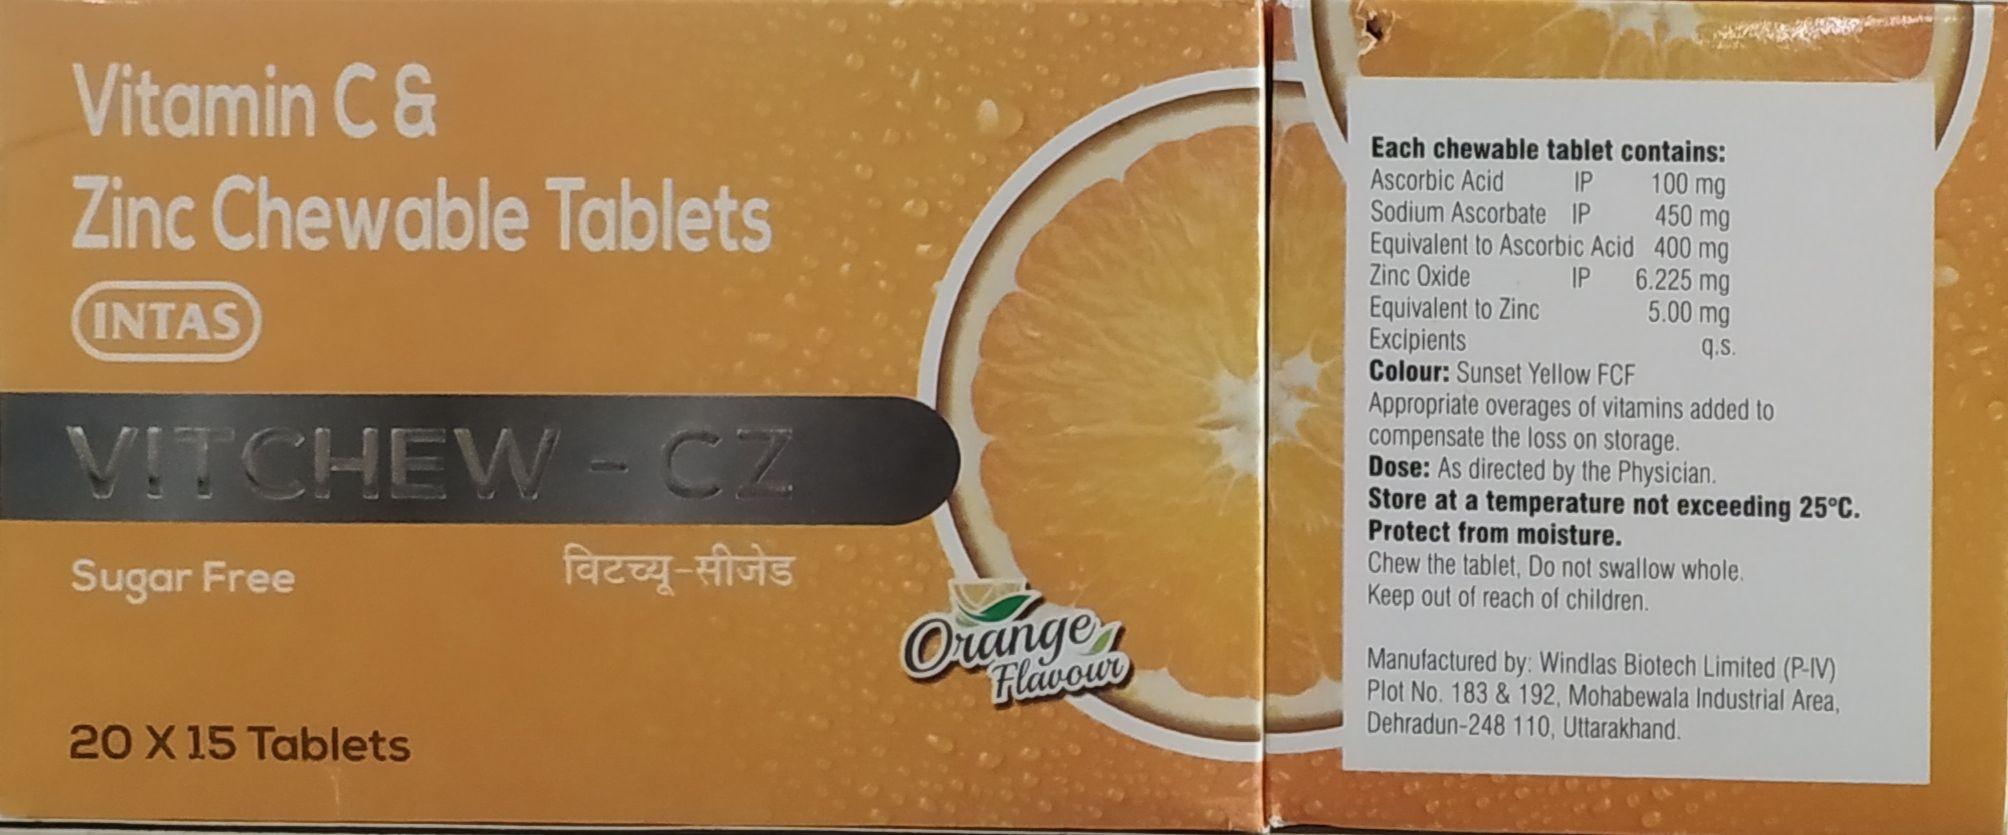 Vitamin C &
Zinc Chewable Tablets
INTAS
VITCHEW - CZ
Sugar Free
विटच्यू-सीजेड
Orange
Flavour
20 X 15 Tablets
Each chewable tablet contains:
Ascorbic Acid IP 100 mg
Sodium Ascorbate IP 450 mg
Equivalent to Ascorbic Acid 400 mg
Zinc Oxide IP 6.225 mg
Equivalent to Zinc 5.00 mg
Excipients q.s.
Colour: Sunset Yellow FCF
Appropriate overages of vitamins added to
compensate the loss on storage.
Dose: As directed by the Physician.
Store at a temperature not exceeding 25°C.
Protect from moisture.
Chew the tablet, Do not swallow whole.
Keep out of reach of children.
Manufactured by: Windlas Biotech Limited (P-IV)
Plot No. 183 & 192, Mohabewala Industrial Area,
Dehradun-248 110, Uttarakhand.